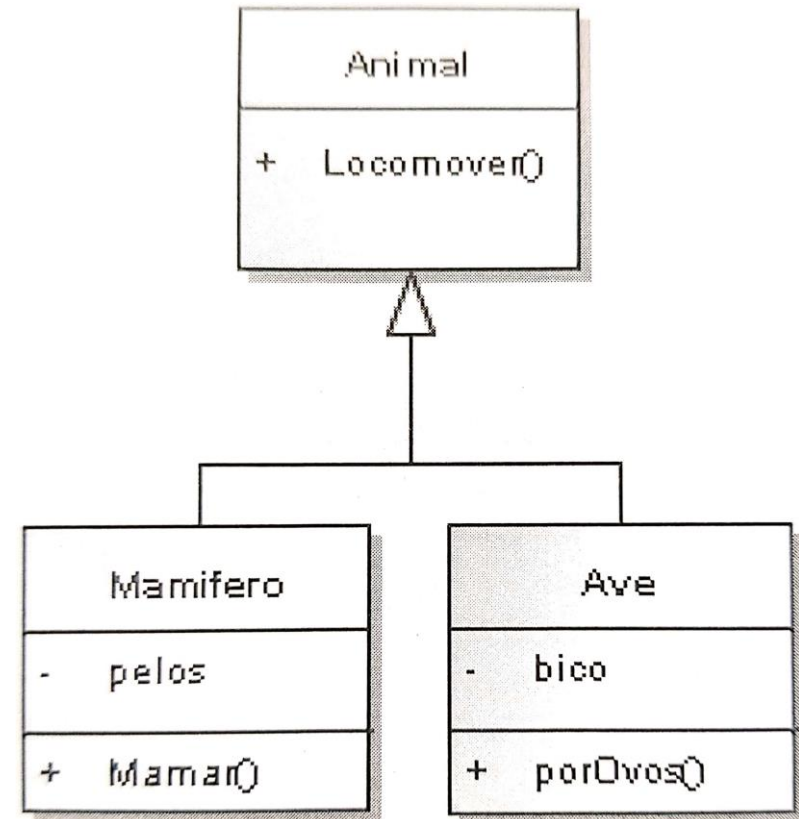 Animal
+ Locomover()
Mamifero
- pelos
+ Mamar()
Ave
- bico
+ porOvos()